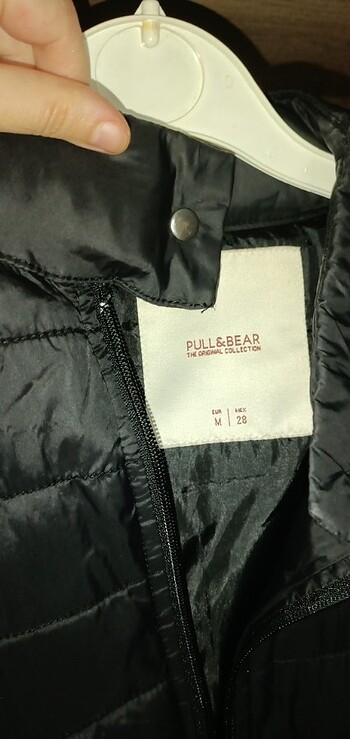 PULL&BEAR
THE ORIGINAL COLLECTION
EUR | MEX
M | 28